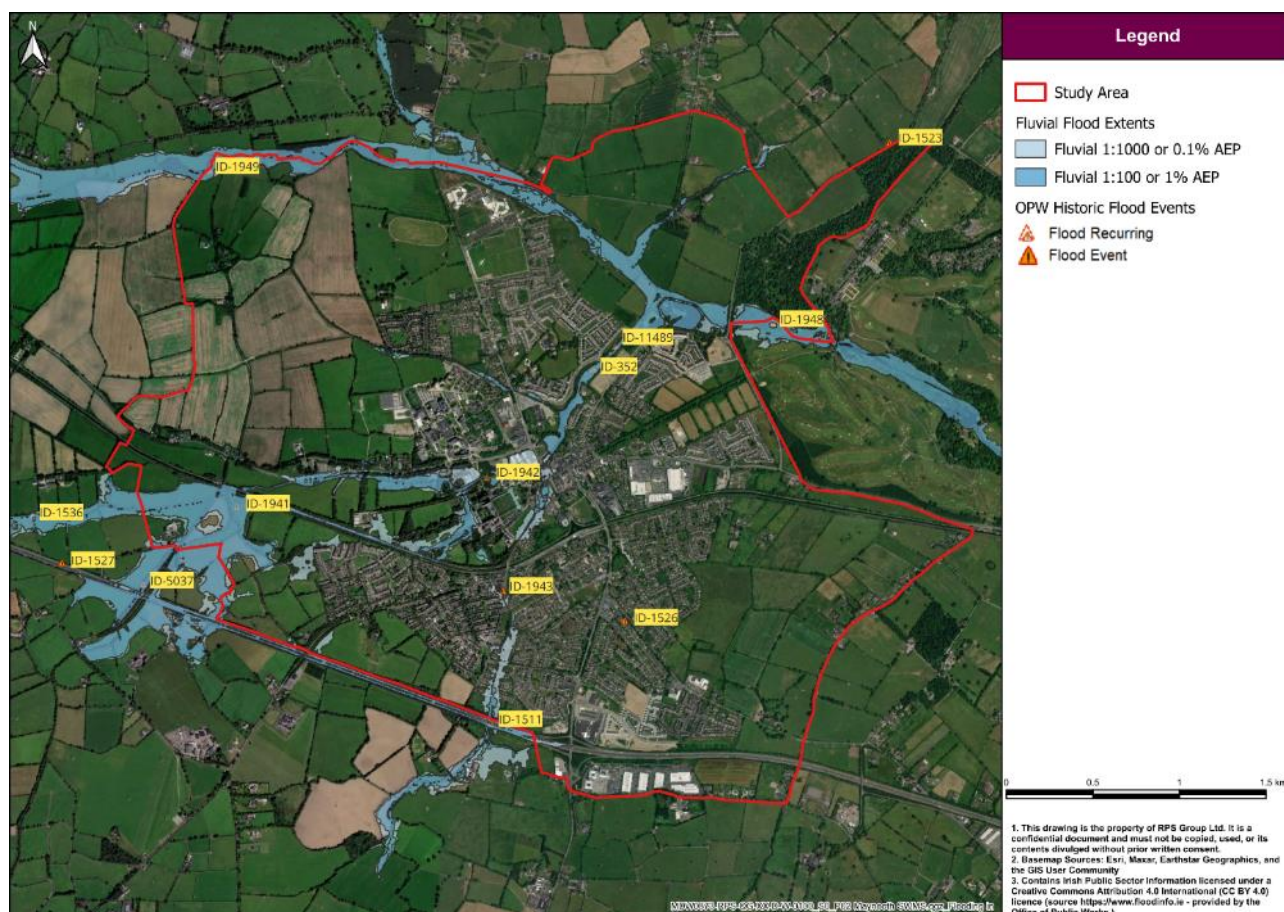 N
Legend
Study Area
Fluvial Flood Extents
Fluvial 1:1000 or 0.1% AEP
Fluvial 1:100 or 1% AEP
OPW Historic Flood Events
Flood Recurring
Flood Event
ID-1523
ID-1949
ID-1948
ID-11489
ID-352
ID-1942
ID-1941
ID-1536
ID-1527
ID-5037
ID-1943
ID-1526
ID-1511
0 0.5 1 1.5 km
1. This drawing is the property of RPS Group Ltd. It is a
confidential document and must not be copied, used, or its
contents divulged without prior written consent.
2. Basemap Sources: Esri, Maxar, Earthstar Geographics, and
the GIS User Community
3. Contains Irish Public Sector Information licensed under a
Creative Commons Attribution 4.0 International (CC BY 4.0)
licence (source https://www.floodinfo.ie - provided by the
Office of Public Works.)